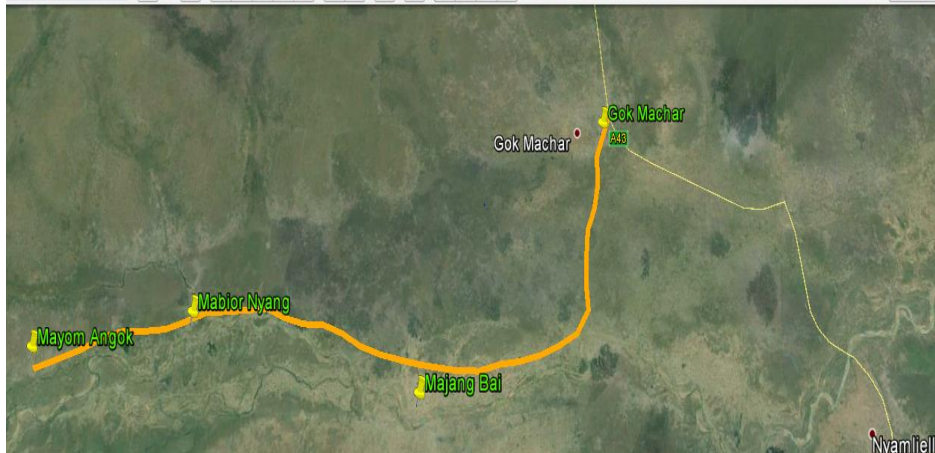 Gok Machar
Gok Machar
A43
Mabior Nyang
Mayom Angok
Majang Bai
Nyamliell